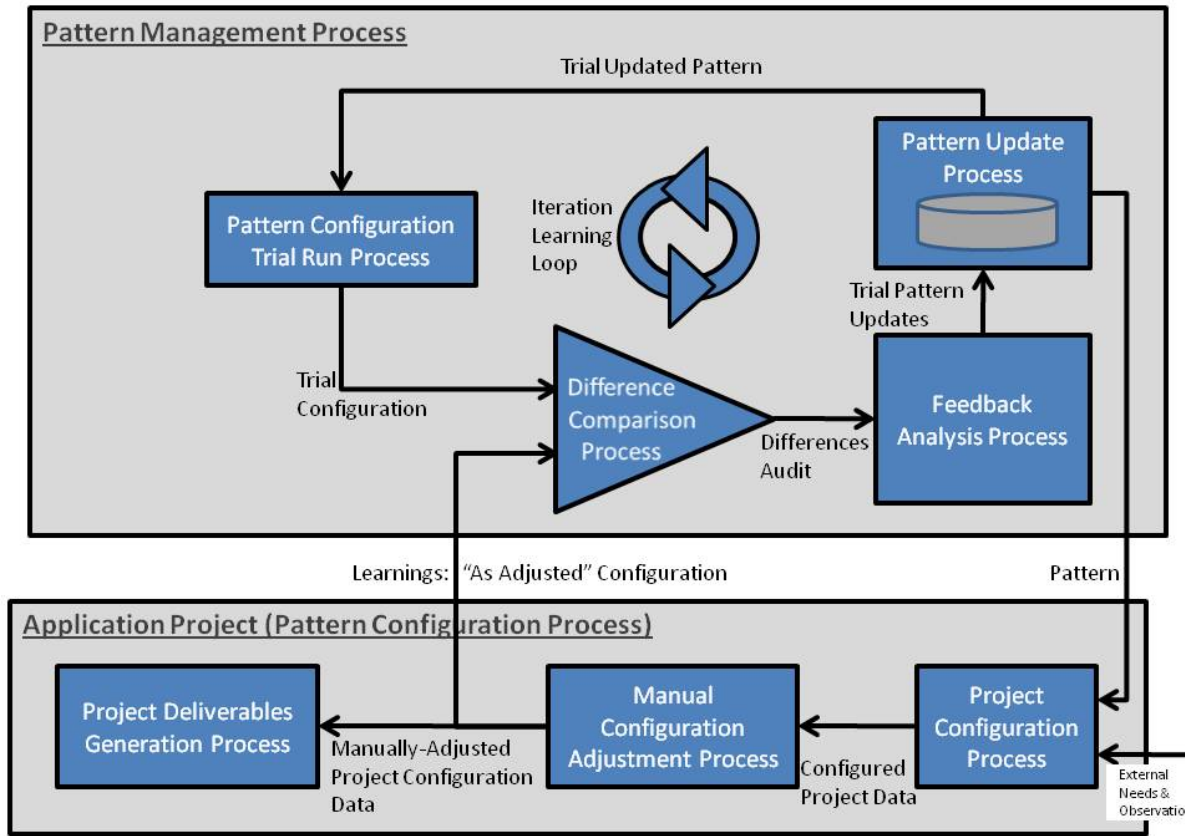 Pattern Management Process
Trial Updated Pattern
Pattern Update
Process
Pattern Configuration
Trial Run Process
Iteration
Learning
Loop
Trial Pattern
Updates
Trial
Configuration
Difference
Comparison
Process
Differences
Audit
Feedback
Analysis Process
Learnings: "As Adjusted" Configuration
Pattern
Application Project (Pattern Configuration Process)
Project Deliverables
Generation Process
Manually-Adjusted
Project Configuration
Data
Manual
Configuration
Adjustment Process
Configured
Project Data
Project
Configuration
Process
External
Needs &